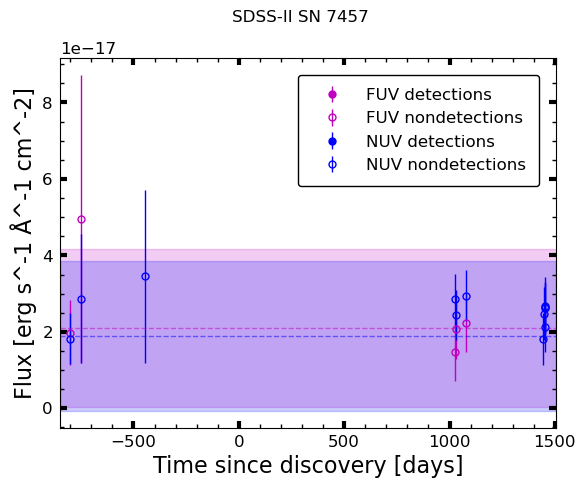 SDSS-II SN 7457
1e−17
FUV detections
FUV nondetections
NUV detections
NUV nondetections
Flux [erg s^-1 Å^-1 cm^-2]
8
6
4
2
0
−500
0
500
1000
1500
Time since discovery [days]